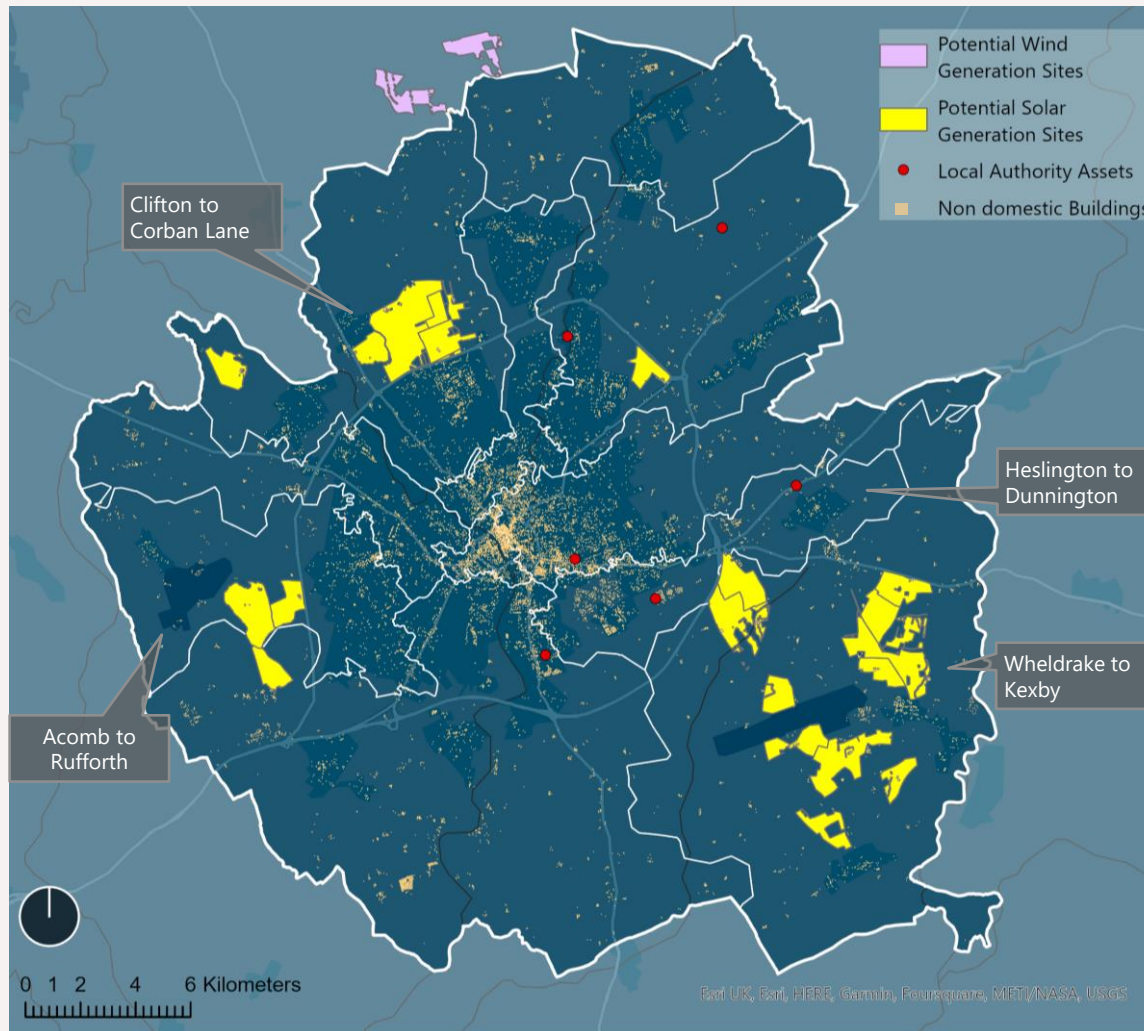 Potential Wind
Generation Sites
Potential Solar
Generation Sites
Local Authority Assets
Non domestic Buildings
Clifton to
Corban Lane
Heslington to
Dunnington
Wheldrake to
Kexby
Acomb to
Rufforth
0 1 2 4 6 Kilometers
Esri UK, Esri, HERE, Garmin, Foursquare, METI/NASA, USGS